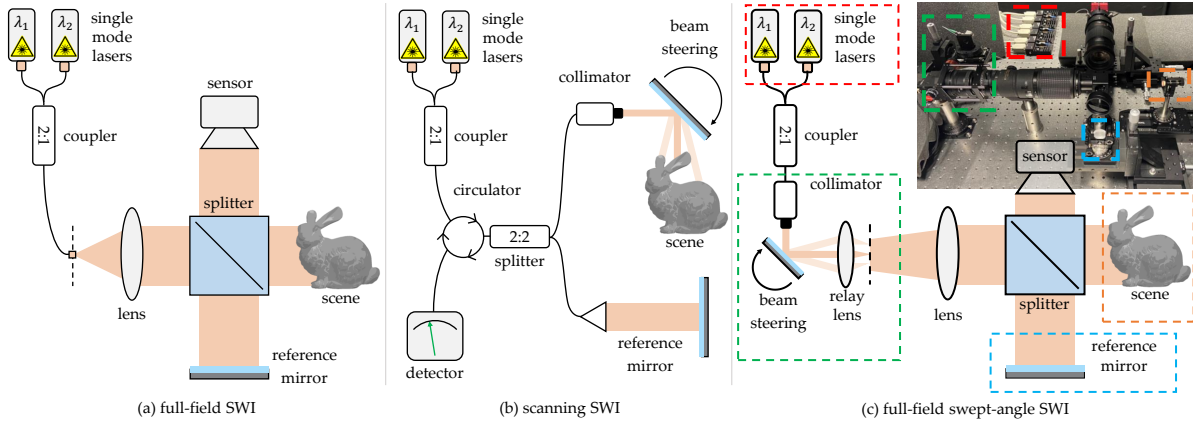 λ1 λ2 single
mode
lasers
2:1 coupler
sensor
splitter
lens
scene
reference
mirror
(a) full-field SWI
λ1 λ2 single
mode
lasers
beam
steering
collimator
2:1 coupler
circulator
2:2
splitter
scene
detector
reference
mirror
(b) scanning SWI
λ1 λ2 single
mode
lasers
2:1 coupler
collimator
sensor
beam
steering
relay
lens
lens
splitter
scene
reference
mirror
(c) full-field swept-angle SWI